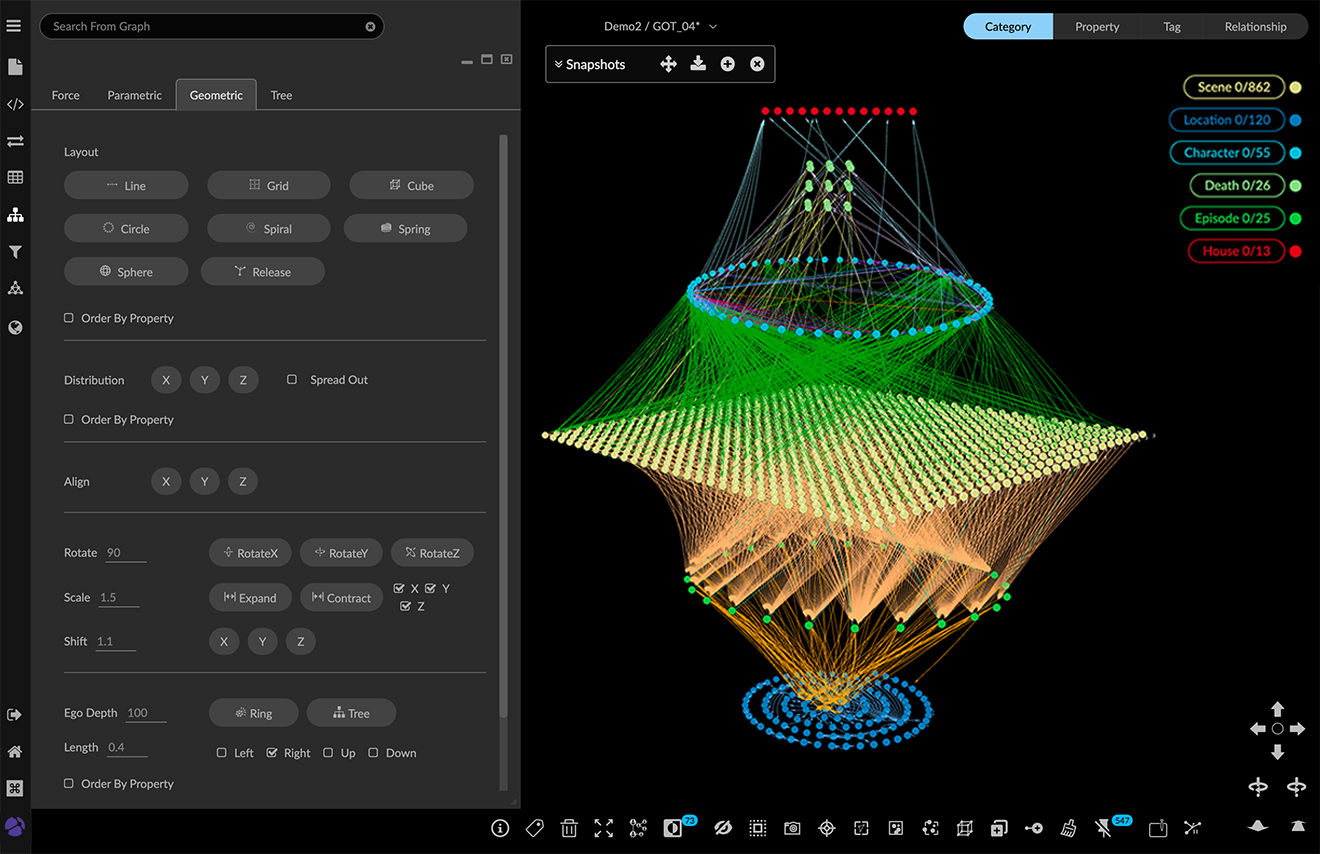 Search From Graph
Demo2 / GOT_04*
Category Property Tag Relationship
Snapshots
Force Parametric Geometric Tree
Scene 0/862
Location 0/120
Character 0/55
Death 0/26
Episode 0/25
House 0/13
Layout
Line Grid Cube
Circle Spiral Spring
Sphere Release
Order By Property
Distribution X Y Z Spread Out
Order By Property
Align X Y Z
Rotate 90 RotateX RotateY RotateZ
Scale 1.5 Expand Contract X Y
Z
Shift 1.1 X Y Z
Ego Depth 100 Ring Tree
Length 0.4 Left Right Up Down
Order By Property
73
547